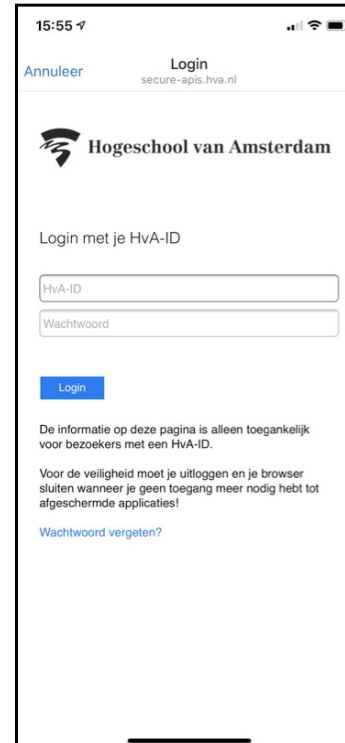 15:55
Annuleer
Login
secure-apis.hva.nl
Hogeschool van Amsterdam
Login met je HvA-ID
HvA-ID
Wachtwoord
Login
De informatie op deze pagina is alleen toegankelijk
voor bezoekers met een HvA-ID.
Voor de veiligheid moet je uitloggen en je browser
sluiten wanneer je geen toegang meer nodig hebt tot
afgeschermde applicaties!
Wachtwoord vergeten?